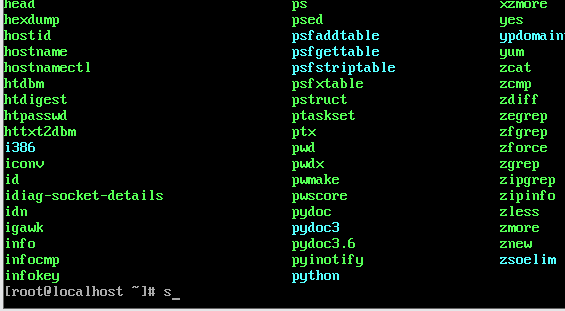 head ps xzmore
hexdump psed yes
hostid psfaddtable ypdomain
hostname psfgettable yum
hostnamectl psfstriptable zcat
htdbm psfxtable zcmp
htdigest pstruct zdiff
htpasswd ptaskset zegrep
httxt2dbm ptx zfgrep
i386 pwd zforce
iconv pwdx zgrep
id pwmake zipgrep
idiag-socket-details pwscore zipinfo
idn pydoc zless
igawk pydoc3 zmore
info pydoc3.6 znew
infocmp pyinotify zsoelim
infokey python
[root@localhost ~]# s_